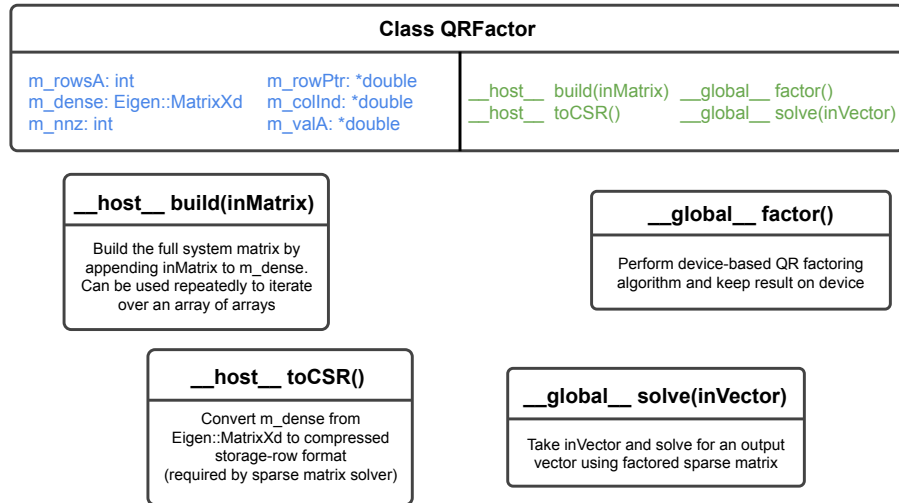 Class QRFactor
m_rowsA: int
m_dense: Eigen::MatrixXd
m_nnz: int
m_rowPtr: *double
m_colInd: *double
m_valA: *double
__host__ build(inMatrix)
__host__ toCSR()
__global__ factor()
__global__ solve(inVector)
__host__ build(inMatrix)
Build the full system matrix by
appending inMatrix to m_dense.
Can be used repeatedly to iterate
over an array of arrays
__global__ factor()
Perform device-based QR factoring
algorithm and keep result on device
__host__ toCSR()
Convert m_dense from
Eigen::MatrixXd to compressed
storage-row format
(required by sparse matrix solver)
__global__ solve(inVector)
Take inVector and solve for an output
vector using factored sparse matrix